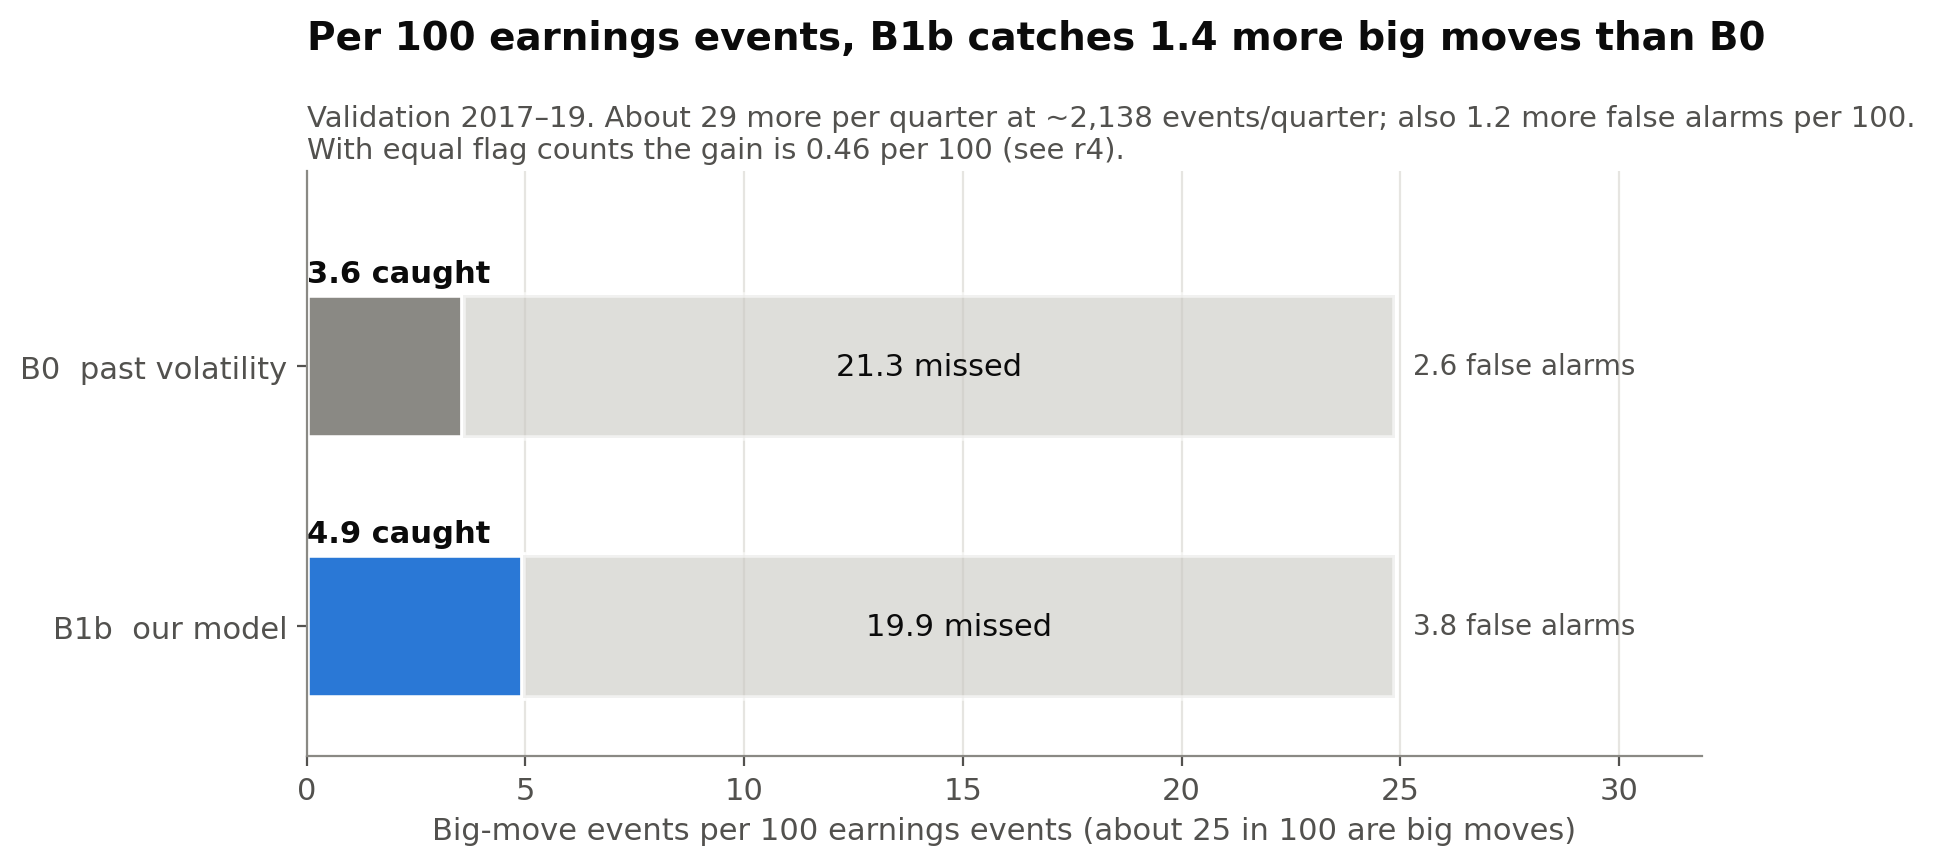 Per 100 earnings events, B1b catches 1.4 more big moves than B0
Validation 2017–19. About 29 more per quarter at ~2,138 events/quarter; also 1.2 more false alarms per 100.
With equal flag counts the gain is 0.46 per 100 (see r4).
3.6 caught
B0  past volatility
21.3 missed
2.6 false alarms
4.9 caught
B1b  our model
19.9 missed
3.8 false alarms
0 5 10 15 20 25 30
Big-move events per 100 earnings events (about 25 in 100 are big moves)